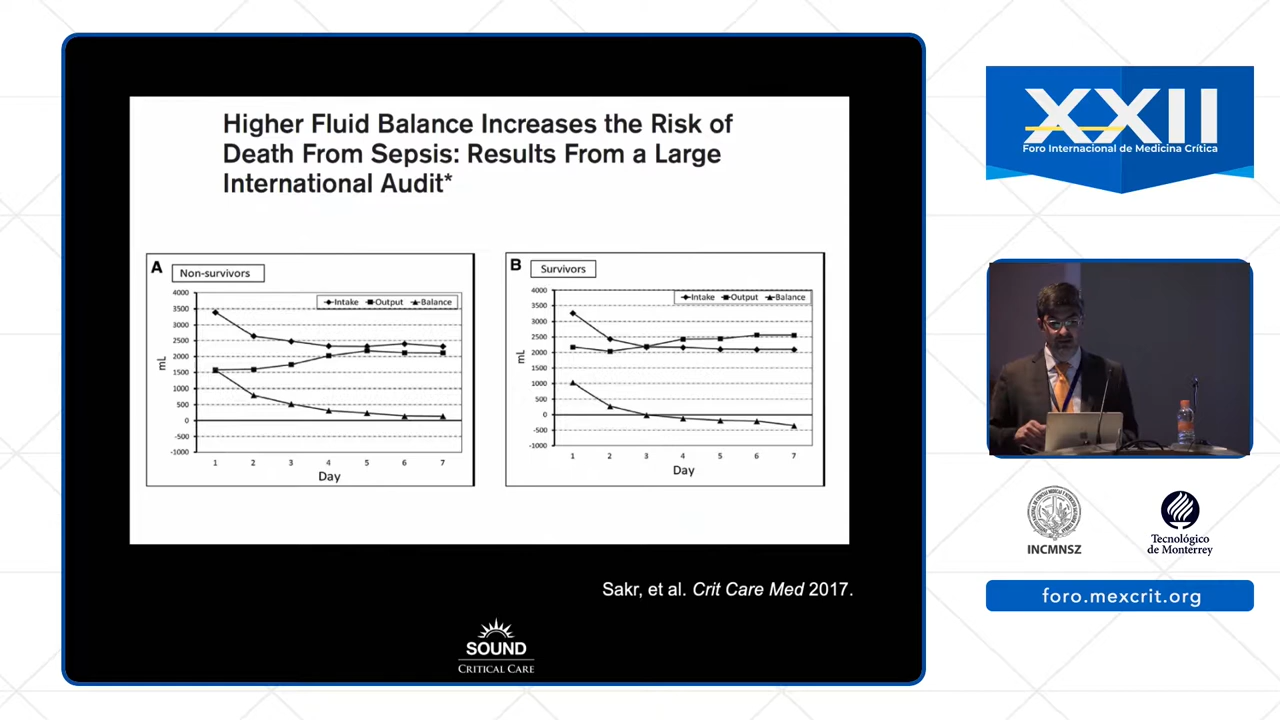 Higher Fluid Balance Increases the Risk of
Death From Sepsis: Results From a Large
International Audit*
A
Non-survivors
Intake Output Balance
4000
3500
3000
2500
2000
1500
1000
500
0
-500
-1000
mL
1 2 3 4 5 6 7
Day
B
Survivors
Intake Output Balance
4000
3500
3000
2500
2000
1500
1000
500
0
-500
-1000
mL
1 2 3 4 5 6 7
Day
Sakr, et al. Crit Care Med 2017.
SOUND
CRITICAL CARE
XXII
Foro Internacional de Medicina Crítica
INCMNSZ
Tecnológico
de Monterrey
foro.mexcrit.org